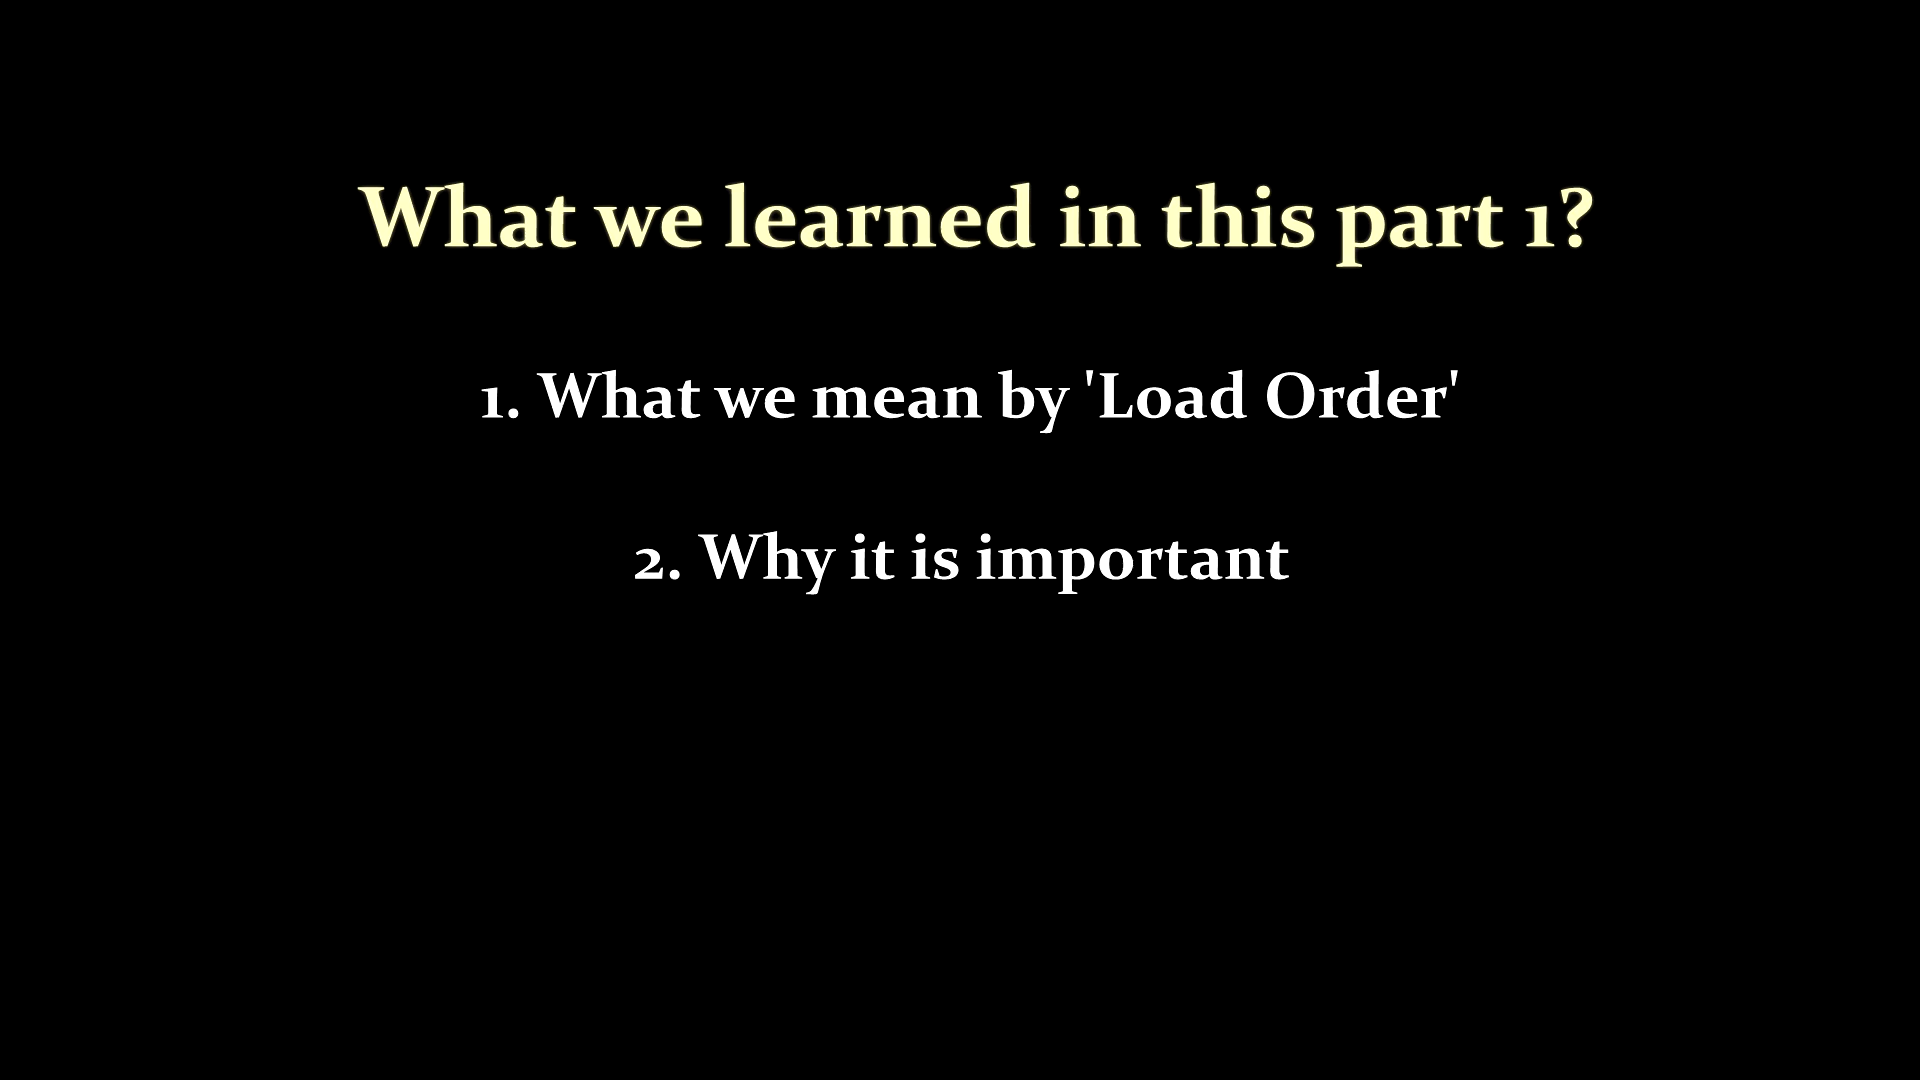 What we learned in this part 1?
1. What we mean by 'Load Order'
2. Why it is important